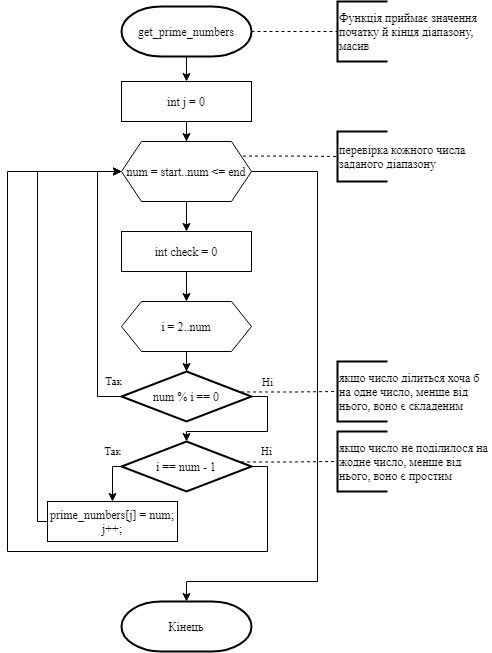 get_prime_numbers
Функція приймає значення
початку й кінця діапазону,
масив
int j = 0
num = start..num <= end
перевірка кожного числа
заданого діапазону
int check = 0
i = 2..num
Так
num % i == 0
Ні
якщо число ділиться хоча б
на одне число, менше від
нього, воно є складеним
Так
i == num - 1
Ні
якщо число не поділилося на
жодне число, менше від
нього, воно є простим
prime_numbers[j] = num;
j++;
Кінець